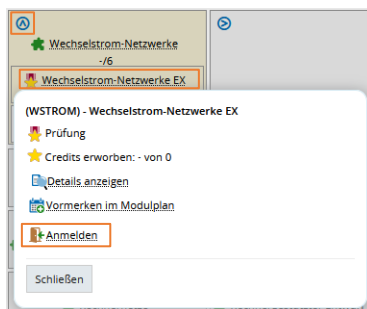 Wechselstrom-Netzwerke
-/6
Wechselstrom-Netzwerke EX
(WSTROM) - Wechselstrom-Netzwerke EX
Prüfung
Credits erworben: - von 0
Details anzeigen
Vormerken im Modulplan
Anmelden
Schließen